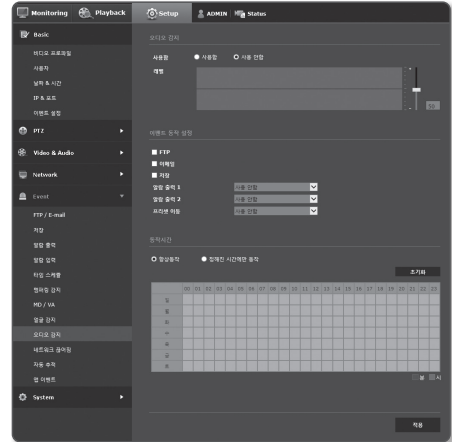 Monitoring
Playback
Setup
ADMIN
Status
Basic
비디오 프로파일
사용자
날짜 & 시간
IP & 포트
이벤트 설정
PTZ
Video & Audio
Network
Event
FTP / E-mail
저장
알람 출력
알람 입력
타임 스케쥴
탬퍼링 감지
MD / VA
얼굴 감지
오디오 감지
네트워크 끊어짐
자동 추적
앱 이벤트
System
오디오 감지
사용함
사용함
사용 안함
레벨
50
이벤트 동작 설정
FTP
이메일
저장
알람 출력 1
사용 안함
알람 출력 2
사용 안함
프리셋 이동
사용 안함
동작시간
항상동작
정해진 시간에만 동작
초기화
00 01 02 03 04 05 06 07 08 09 10 11 12 13 14 15 16 17 18 19 20 21 22 23
일
월
화
수
목
금
토
분
시
적용